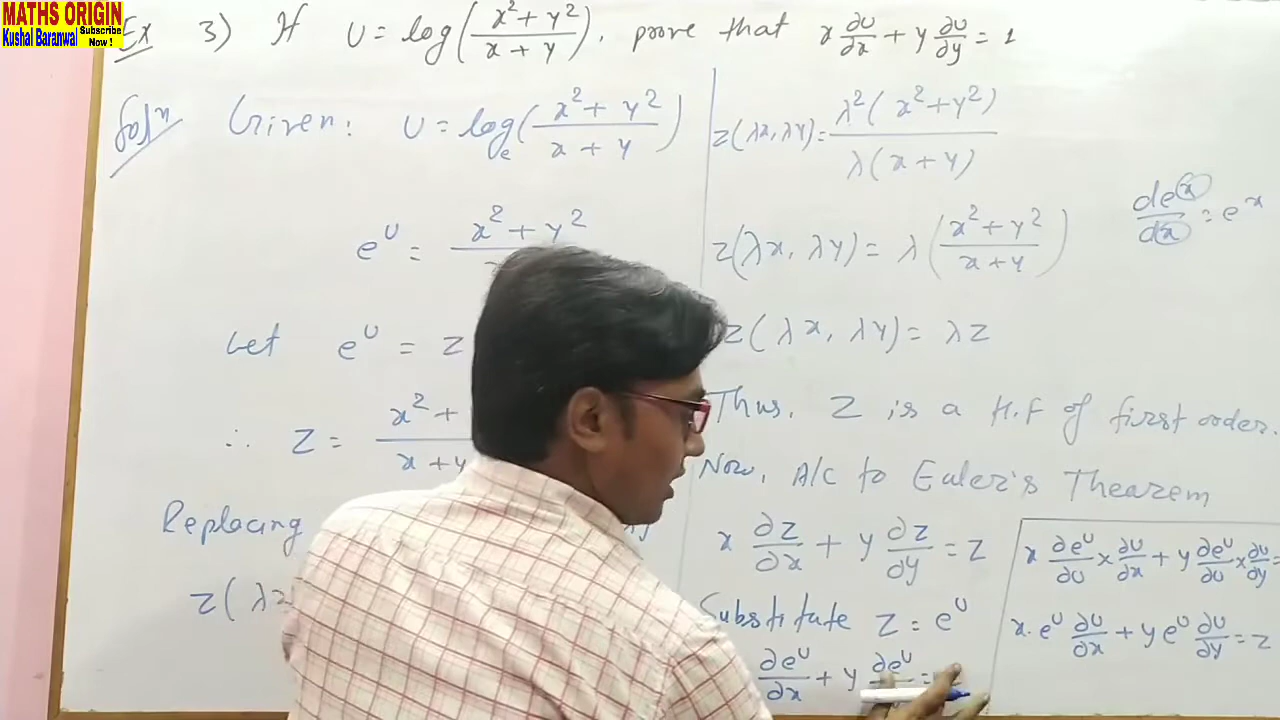 MATHS ORIGIN
Kushal Baranwal Subscribe Now !
Ex 3) If U = log((x² + y²)/(x + y)), prove that x ∂U/∂x + y ∂U/∂y = 1
Soln Given: U = logₑ((x² + y²)/(x + y))
e^U = x² + y²
Let e^U = z
∴ z = (x² +)/(x + y
Replacing
z(λx
z(λx, λy) = λ²(x² + y²)/λ(x + y)
z(λx, λy) = λ((x² + y²)/(x + y))
z(λx, λy) = λz
Thus, z is a H.F of first order.
Now, A/C to Euler's Thearem
x ∂z/∂x + y ∂z/∂y = z
Substitute z = e^U
∂e^U/∂x + y ∂e^U =
x ∂e^U/∂U × ∂U/∂x + y ∂e^U/∂U × ∂U/∂y =
x · e^U ∂U/∂x + y e^U ∂U/∂y = z
de^x/dx = e^x